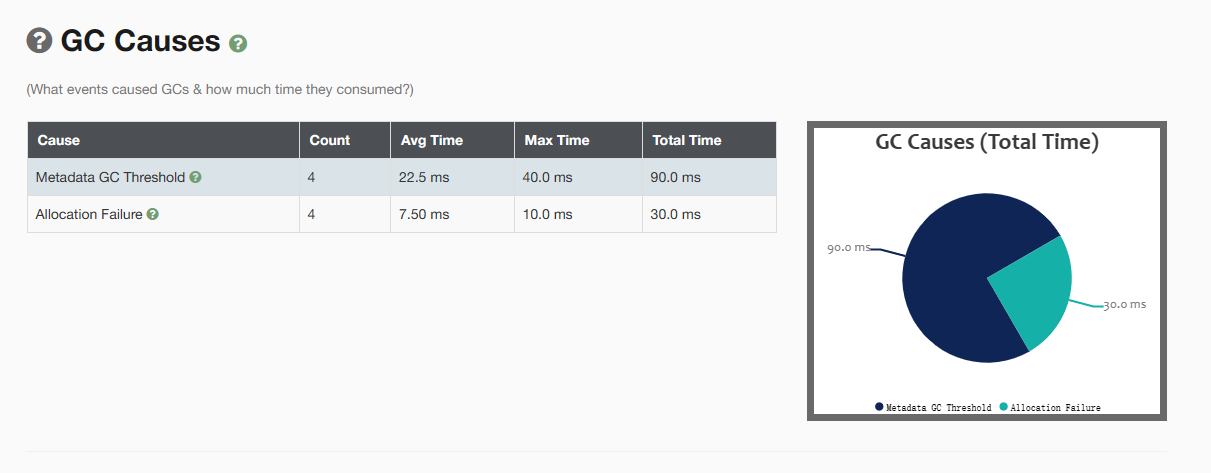 GC Causes
(What events caused GCs & how much time they consumed?)
Cause Count Avg Time Max Time Total Time
Metadata GC Threshold 4 22.5 ms 40.0 ms 90.0 ms
Allocation Failure 4 7.50 ms 10.0 ms 30.0 ms
GC Causes (Total Time)
90.0 ms
30.0 ms
Metadata GC Threshold Allocation Failure